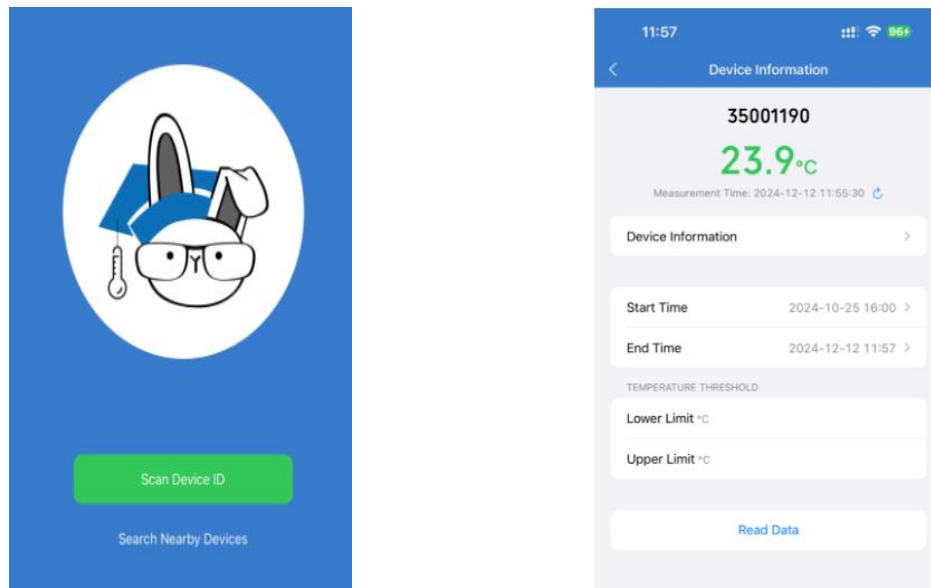 Scan Device ID
Search Nearby Devices
11:57
96
Device Information
35001190
23.9°C
Measurement Time: 2024-12-12 11:55:30
Device Information
Start Time 2024-10-25 16:00
End Time 2024-12-12 11:57
TEMPERATURE THRESHOLD
Lower Limit °C
Upper Limit °C
Read Data